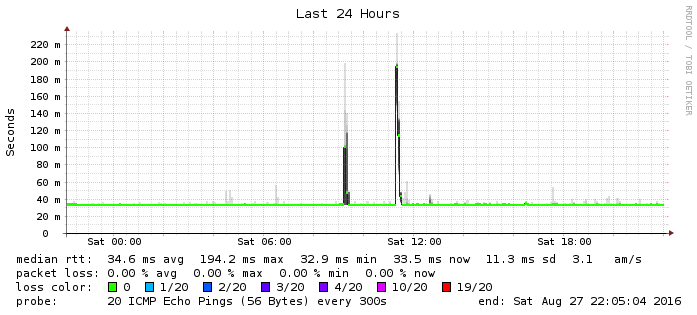 Last 24 Hours
RRDTOOL / TOBI OETIKER
Seconds
220 m
200 m
180 m
160 m
140 m
120 m
100 m
80 m
60 m
40 m
20 m
0
Sat 00:00 Sat 06:00 Sat 12:00 Sat 18:00
median rtt: 34.6 ms avg 194.2 ms max 32.9 ms min 33.5 ms now 11.3 ms sd 3.1 am/s
packet loss: 0.00 % avg 0.00 % max 0.00 % min 0.00 % now
loss color: 0 1/20 2/20 3/20 4/20 10/20 19/20
probe: 20 ICMP Echo Pings (56 Bytes) every 300s end: Sat Aug 27 22:05:04 2016